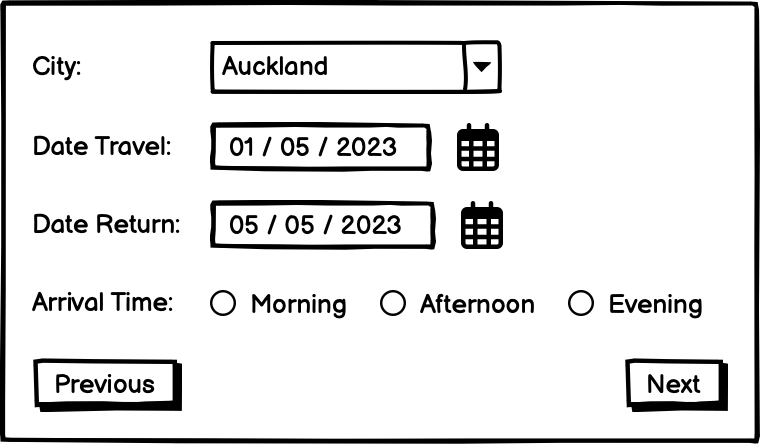 City: Auckland
Date Travel: 01 / 05 / 2023
Date Return: 05 / 05 / 2023
Arrival Time: Morning Afternoon Evening
Previous Next